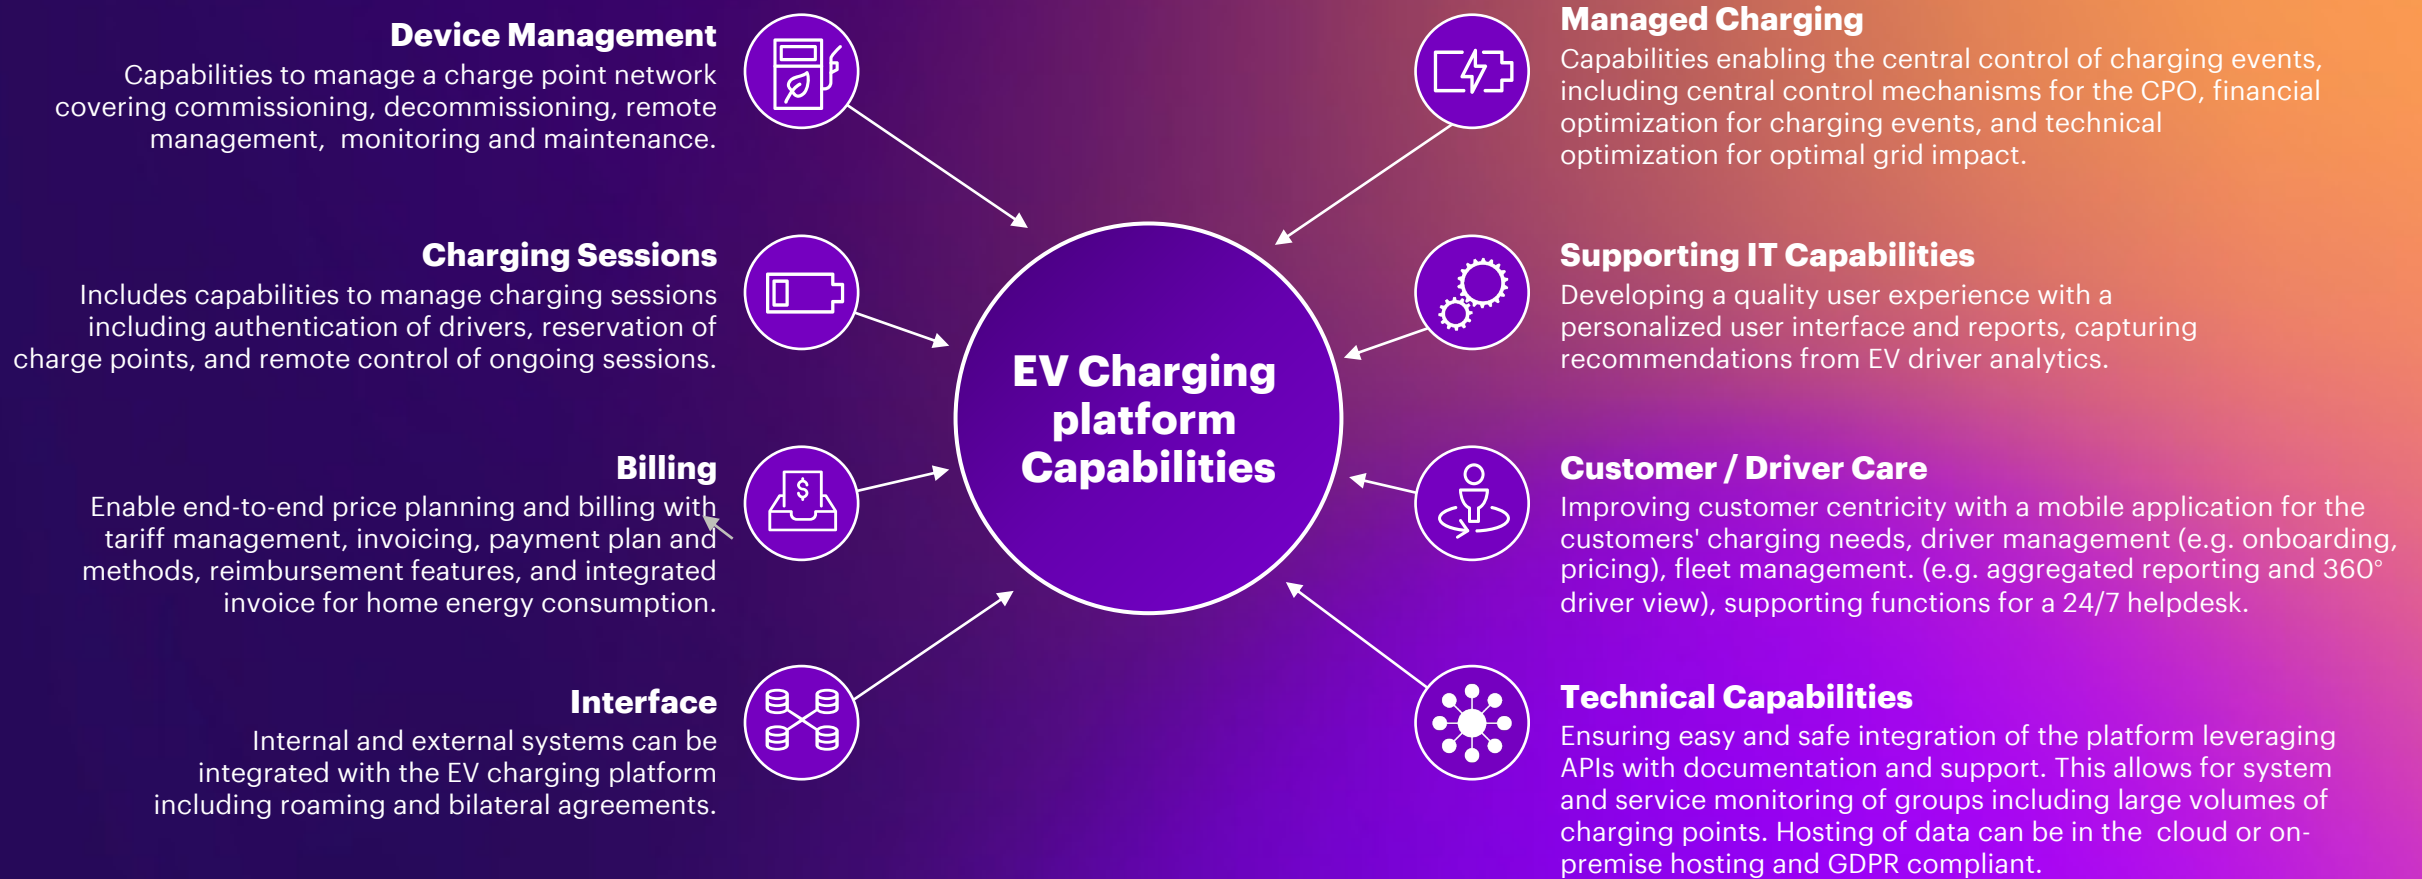 Device Management
Capabilities to manage a charge point network
covering commissioning, decommissioning, remote
management, monitoring and maintenance.
Charging Sessions
Includes capabilities to manage charging sessions
including authentication of drivers, reservation of
charge points, and remote control of ongoing sessions.
Billing
Enable end-to-end price planning and billing with
tariff management, invoicing, payment plan and
methods, reimbursement features, and integrated
invoice for home energy consumption.
$
Interface
Internal and external systems can be
integrated with the EV charging platform
including roaming and bilateral agreements.
EV Charging
platform
Capabilities
Managed Charging
Capabilities enabling the central control of charging events,
including central control mechanisms for the CPO, financial
optimization for charging events, and technical
optimization for optimal grid impact.
Supporting IT Capabilities
Developing a quality user experience with a
personalized user interface and reports, capturing
recommendations from EV driver analytics.
Customer / Driver Care
Improving customer centricity with a mobile application for the
customers' charging needs, driver management (e.g. onboarding,
pricing), fleet management. (e.g. aggregated reporting and 360°
driver view), supporting functions for a 24/7 helpdesk.
Technical Capabilities
Ensuring easy and safe integration of the platform leveraging
APIs with documentation and support. This allows for system
and service monitoring of groups including large volumes of
charging points. Hosting of data can be in the cloud or on-
premise hosting and GDPR compliant.